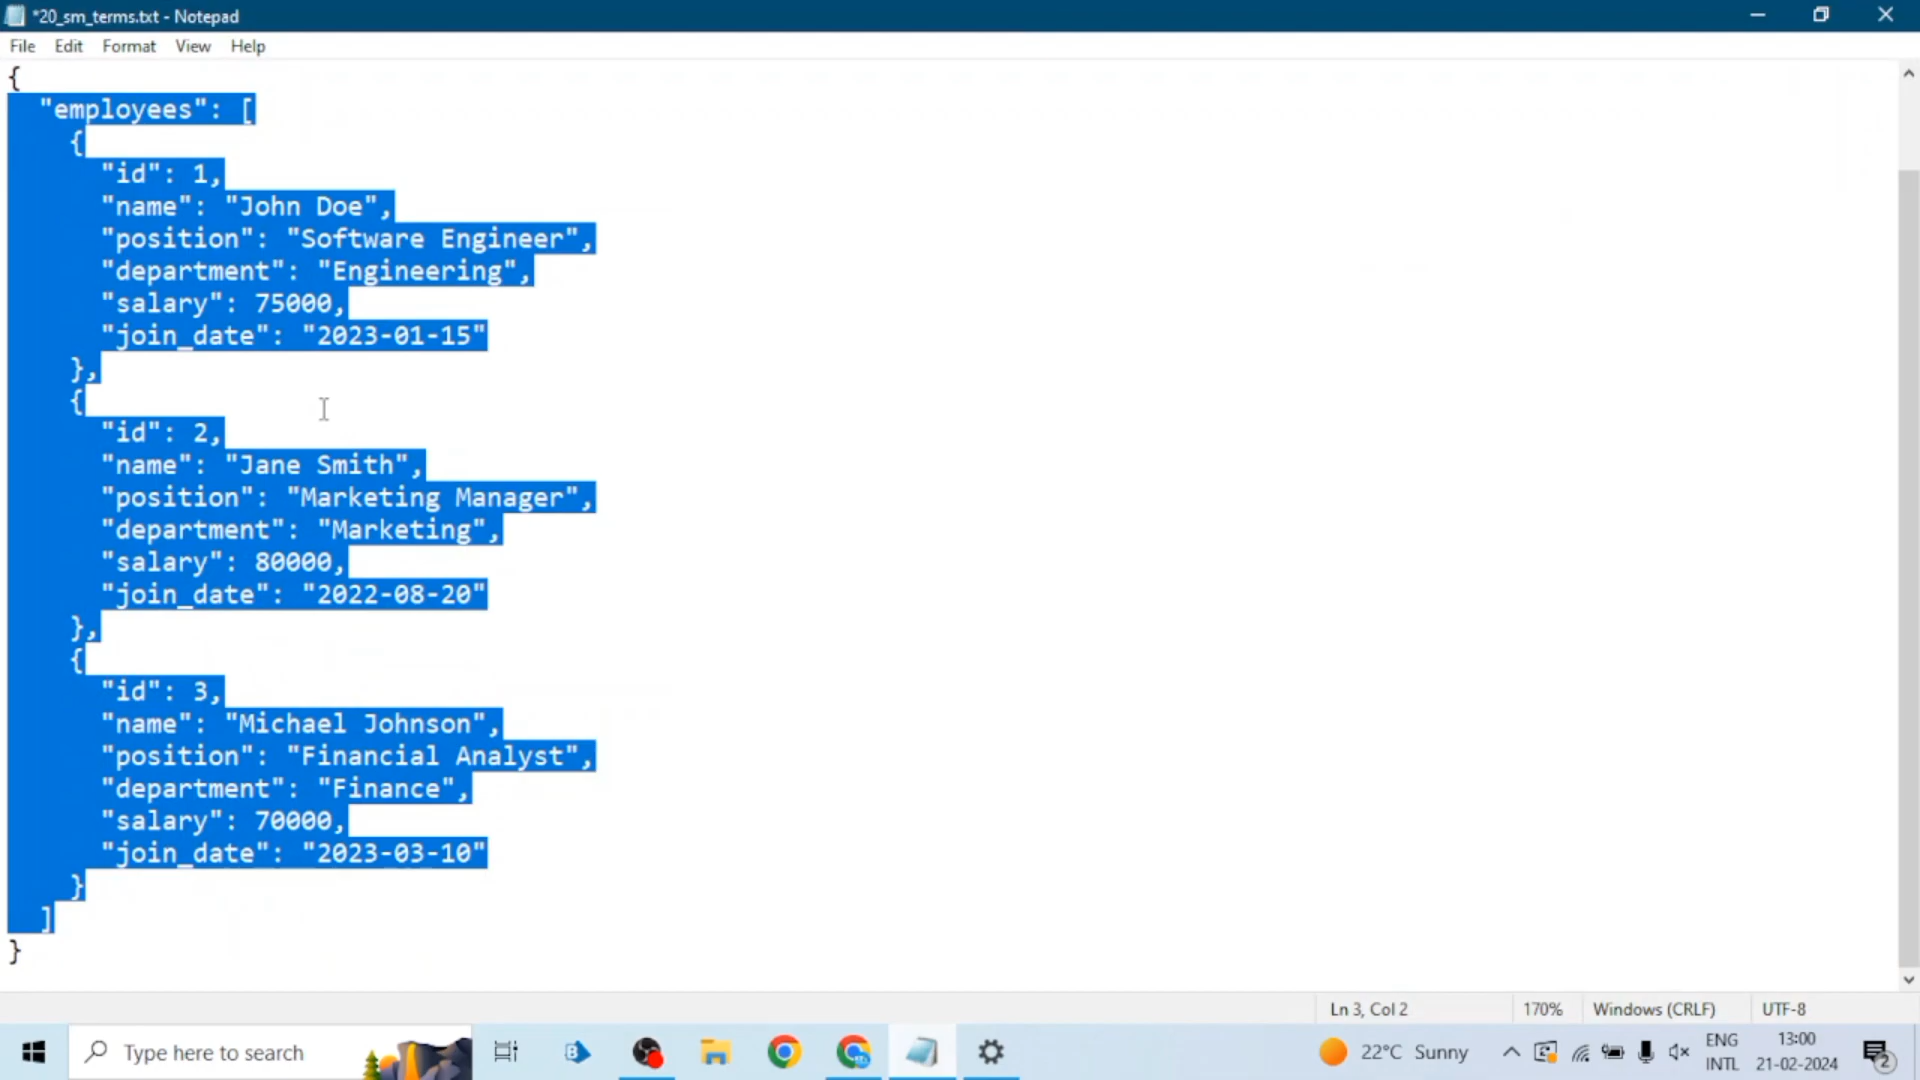 *20_sm_terms.txt - Notepad
File Edit Format View Help
{
"employees": [
{
"id": 1,
"name": "John Doe",
"position": "Software Engineer",
"department": "Engineering",
"salary": 75000,
"join_date": "2023-01-15"
},
{
"id": 2,
"name": "Jane Smith",
"position": "Marketing Manager",
"department": "Marketing",
"salary": 80000,
"join_date": "2022-08-20"
},
{
"id": 3,
"name": "Michael Johnson",
"position": "Financial Analyst",
"department": "Finance",
"salary": 70000,
"join_date": "2023-03-10"
}
]
}
Ln 3, Col 2 170% Windows (CRLF) UTF-8
Type here to search 22°C Sunny ENG INTL 13:00 21-02-2024 2